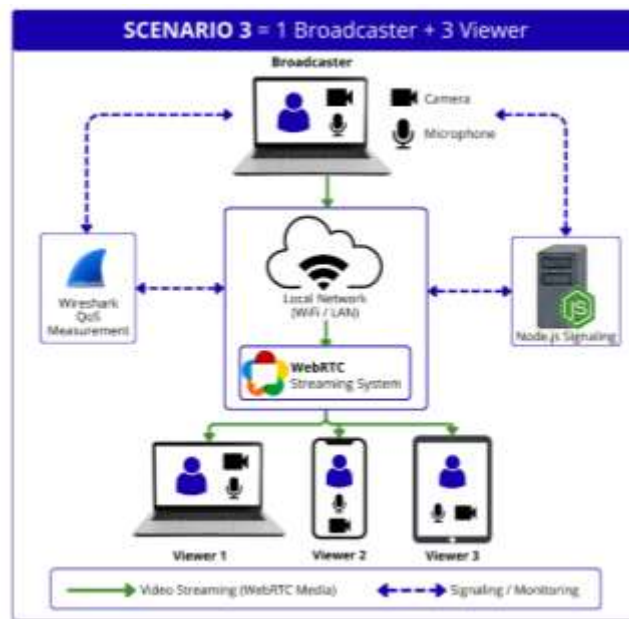 SCENARIO 3 = 1 Broadcaster + 3 Viewer
Broadcaster
Camera
Microphone
Wireshark
QoS
Measurement
Local Network
(WiFi / LAN)
JS
Node.js Signaling
WebRTC
Streaming System
Viewer 1
Viewer 2
Viewer 3
Video Streaming (WebRTC Media)
Signaling / Monitoring